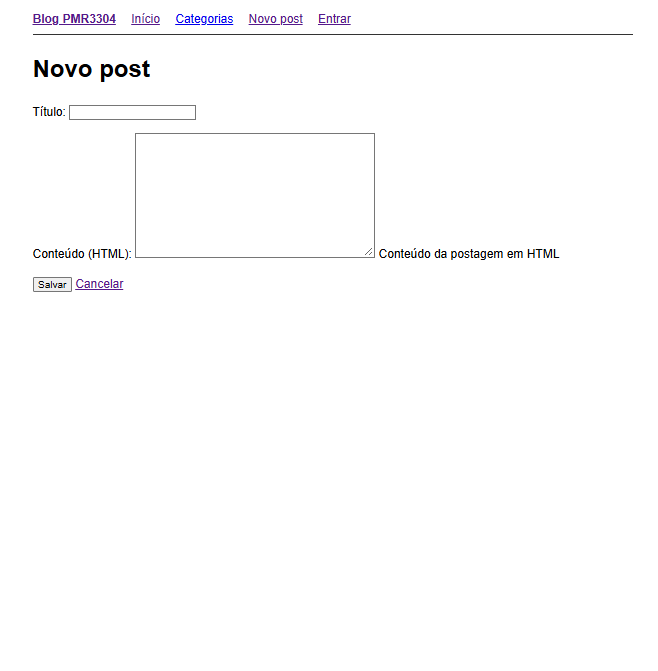 Blog PMR3304 Início Categorias Novo post Entrar
Novo post
Título:
Conteúdo (HTML): Conteúdo da postagem em HTML
Salvar Cancelar